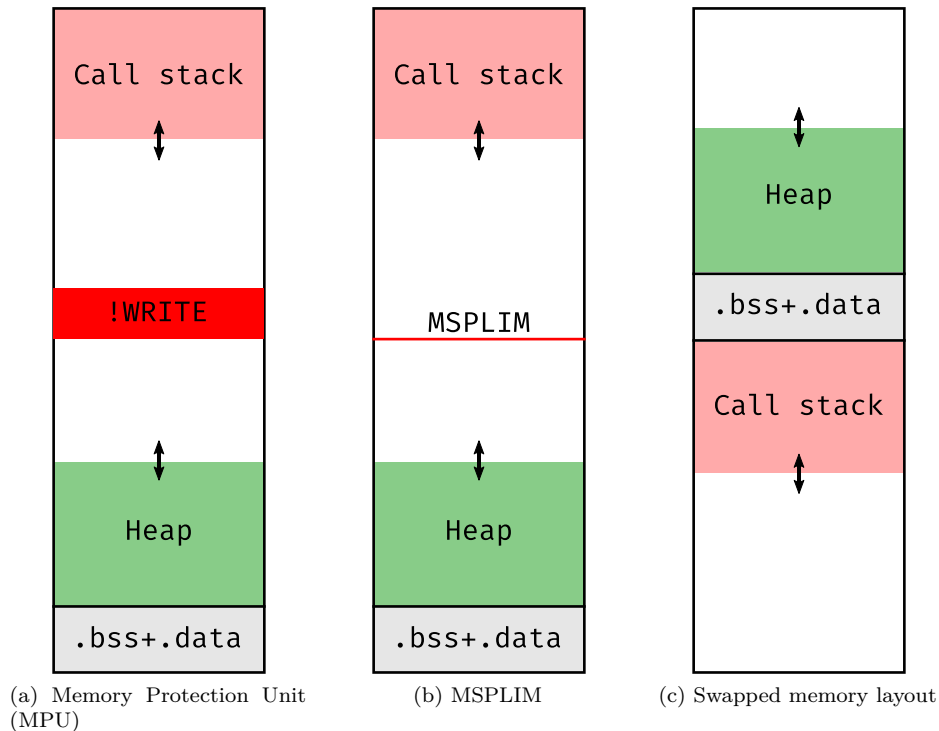 Call stack
!WRITE
Heap
.bss+.data
(a) Memory Protection Unit
(MPU)
Call stack
MSPLIM
Heap
.bss+.data
(b) MSPLIM
Heap
.bss+.data
Call stack
(c) Swapped memory layout